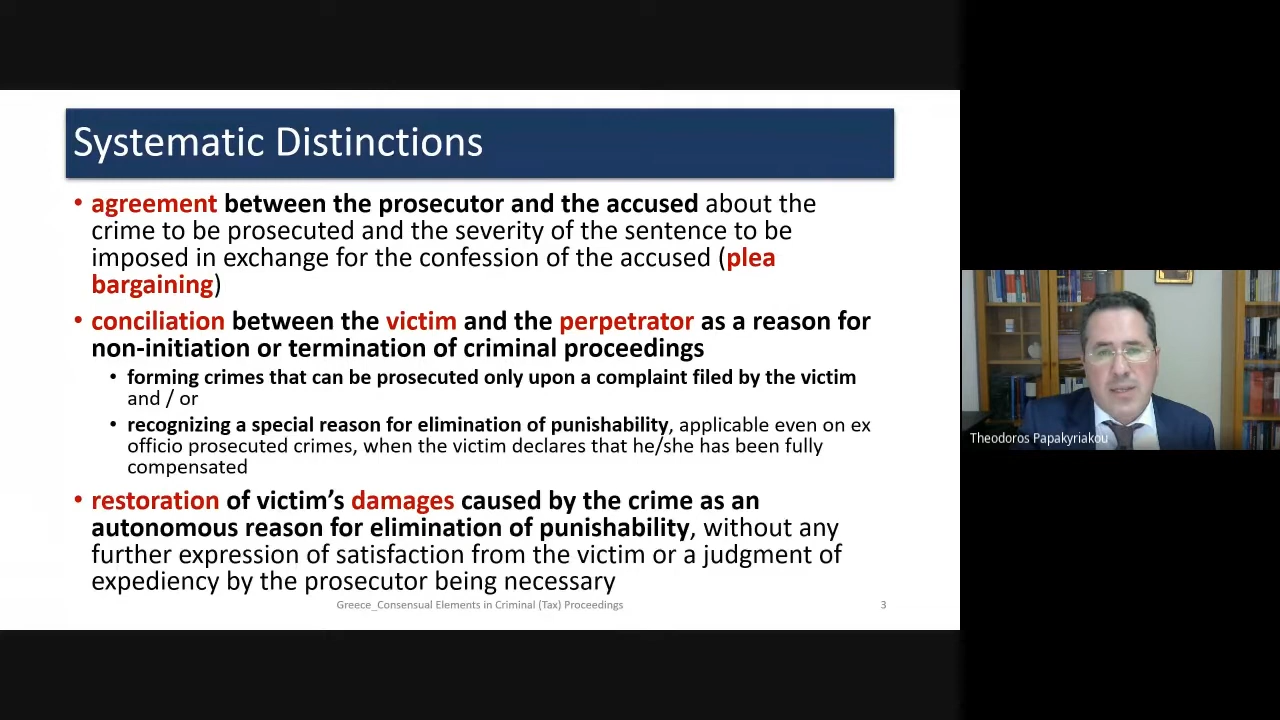 Systematic Distinctions
• agreement between the prosecutor and the accused about the
crime to be prosecuted and the severity of the sentence to be
imposed in exchange for the confession of the accused (plea
bargaining)
• conciliation between the victim and the perpetrator as a reason for
non-initiation or termination of criminal proceedings
• forming crimes that can be prosecuted only upon a complaint filed by the victim
and / or
• recognizing a special reason for elimination of punishability, applicable even on ex
officio prosecuted crimes, when the victim declares that he/she has been fully
compensated
• restoration of victim’s damages caused by the crime as an
autonomous reason for elimination of punishability, without any
further expression of satisfaction from the victim or a judgment of
expediency by the prosecutor being necessary
Greece_Consensual Elements in Criminal (Tax) Proceedings
3
Theodoros Papakyriakou